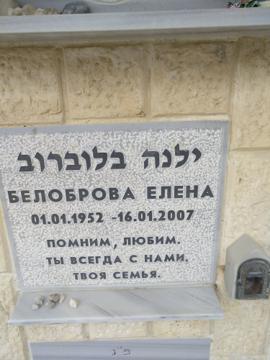 ילנה בלוברוב
БЕЛОБРОВА ЕЛЕНА
01.01.1952 -16.01.2007
ПОМНИМ, ЛЮБИМ.
ТЫ ВСЕГДА С НАМИ.
ТВОЯ СЕМЬЯ.